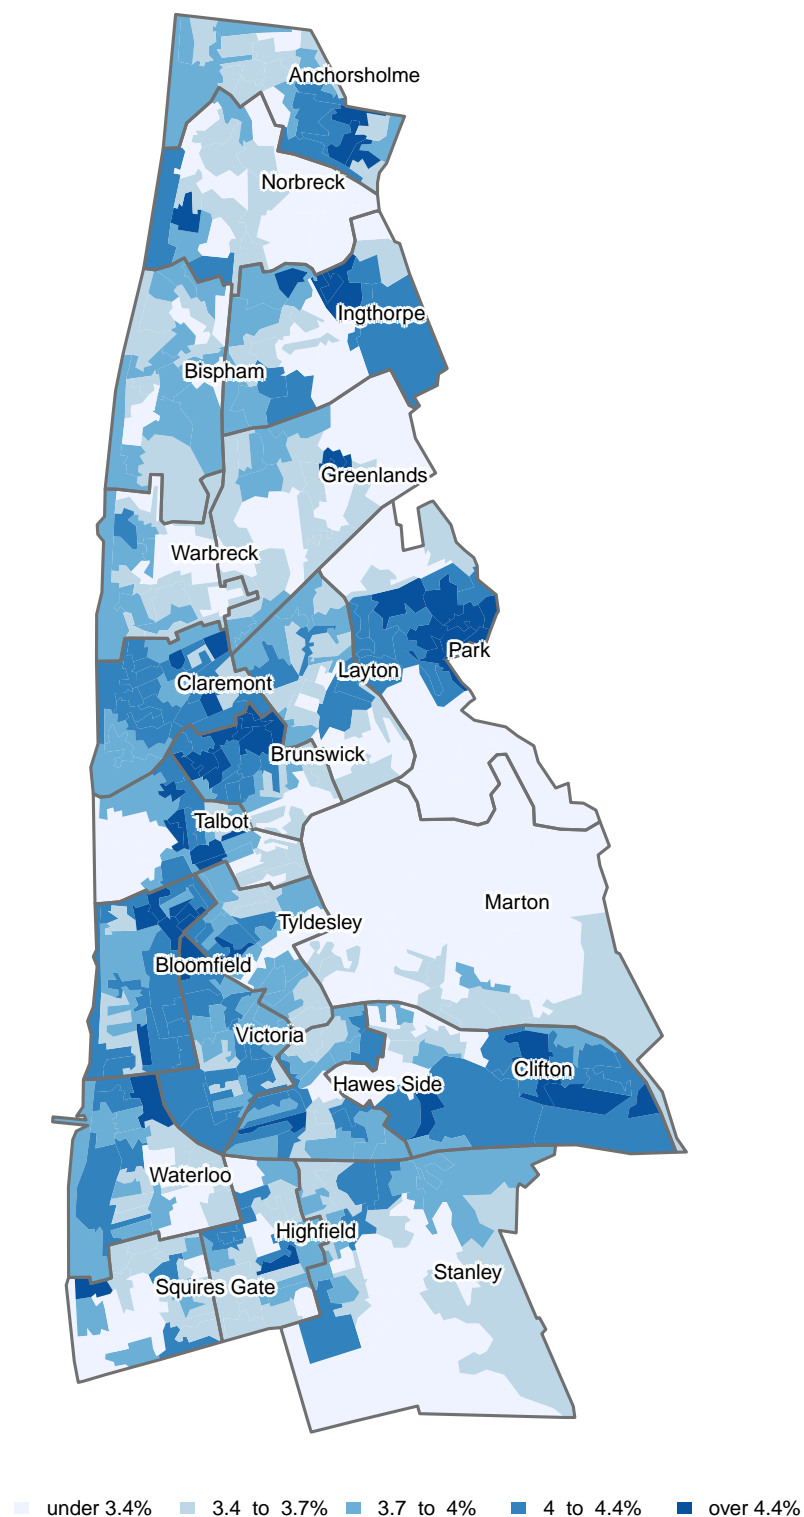 Anchorsholme
Norbreck
Ingthorpe
Bispham
Greenlands
Warbreck
Park
Layton
Claremont
Brunswick
Talbot
Marton
Tyldesley
Bloomfield
Victoria
Clifton
Hawes Side
Waterloo
Highfield
Stanley
Squires Gate
under 3.4% 3.4 to 3.7% 3.7 to 4% 4 to 4.4% over 4.4%